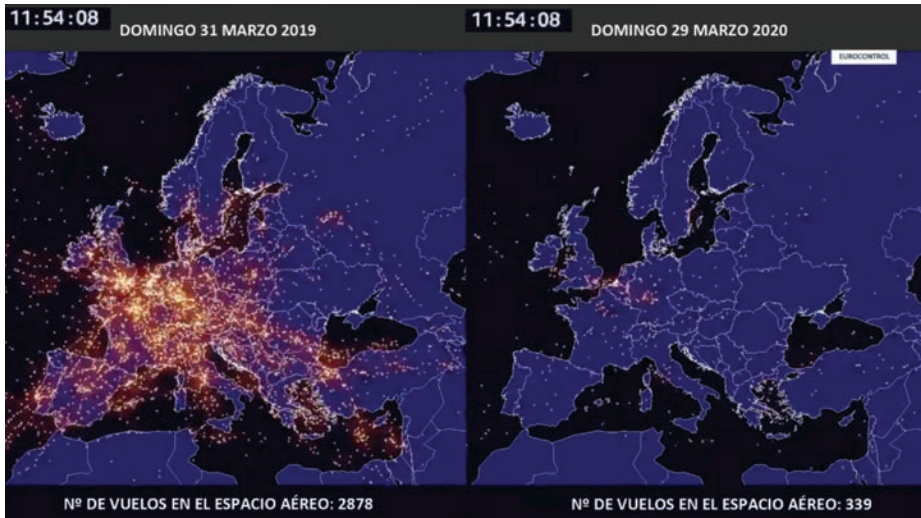 11:54:08
DOMINGO 31 MARZO 2019
11:54:08
DOMINGO 29 MARZO 2020
EUROCONTROL
Nº DE VUELOS EN EL ESPACIO AÉREO: 2878
Nº DE VUELOS EN EL ESPACIO AÉREO: 339